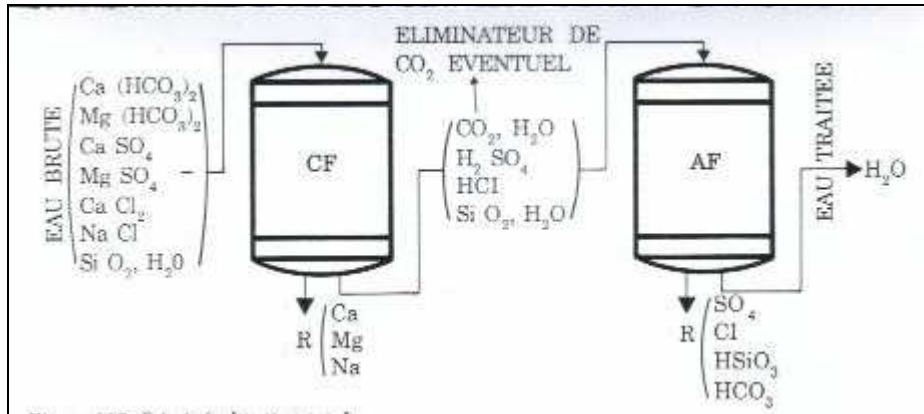 ELIMINATEUR DE
CO₂ EVENTUEL
EAU BRUTE
Ca (HCO₃)₂
Mg (HCO₃)₂
Ca SO₄
Mg SO₄
Ca Cl₂
Na Cl
Si O₂, H₂0
CF
R
Ca
Mg
Na
CO₂, H₂O
H₂ SO₄
HCl
Si O₂, H₂O
AF
R
SO₄
Cl
HSiO₃
HCO₃
EAU TRAITEE
H₂O